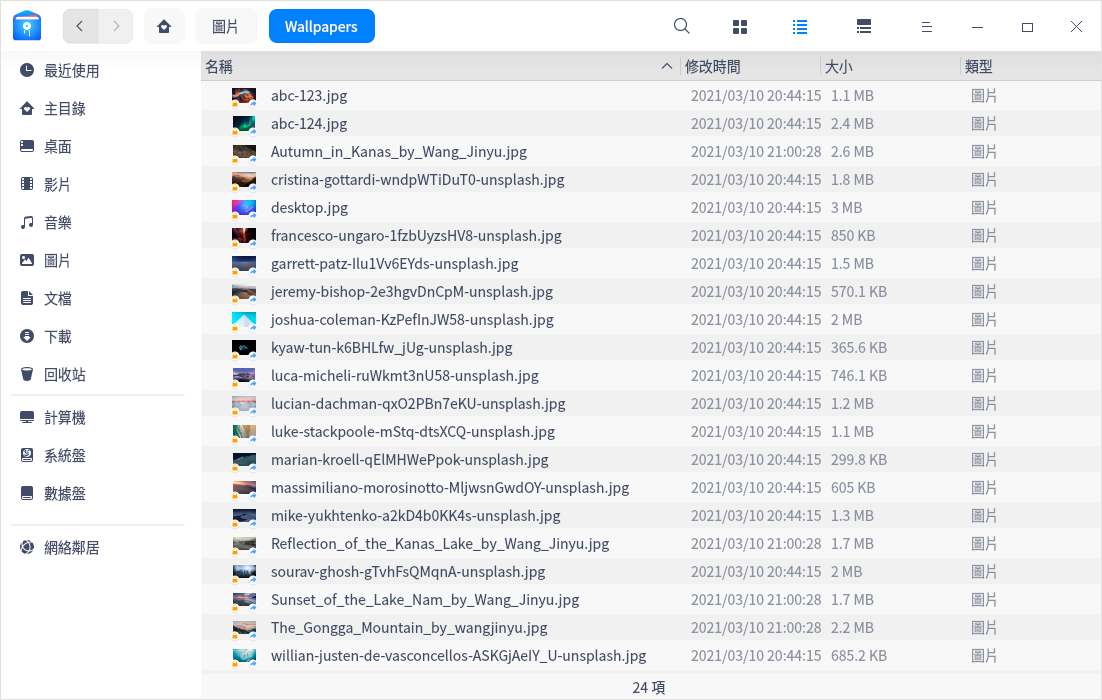 圖片 Wallpapers
名稱 修改時間 大小 類型
最近使用
主目錄
桌面
影片
音樂
圖片
文檔
下載
回收站
計算機
系統盤
數據盤
網絡鄰居
abc-123.jpg 2021/03/10 20:44:15 1.1 MB 圖片
abc-124.jpg 2021/03/10 20:44:15 2.4 MB 圖片
Autumn_in_Kanas_by_Wang_Jinyu.jpg 2021/03/10 21:00:28 2.6 MB 圖片
cristina-gottardi-wndpWTiDuT0-unsplash.jpg 2021/03/10 20:44:15 1.8 MB 圖片
desktop.jpg 2021/03/10 20:44:15 3 MB 圖片
francesco-ungaro-1fzbUyzsHV8-unsplash.jpg 2021/03/10 20:44:15 850 KB 圖片
garrett-patz-Ilu1Vv6EYds-unsplash.jpg 2021/03/10 20:44:15 1.5 MB 圖片
jeremy-bishop-2e3hgvDnCpM-unsplash.jpg 2021/03/10 20:44:15 570.1 KB 圖片
joshua-coleman-KzPefInJW58-unsplash.jpg 2021/03/10 20:44:15 2 MB 圖片
kyaw-tun-k6BHLfw_jUg-unsplash.jpg 2021/03/10 20:44:15 365.6 KB 圖片
luca-micheli-ruWkmt3nU58-unsplash.jpg 2021/03/10 20:44:15 746.1 KB 圖片
lucian-dachman-qxO2PBn7eKU-unsplash.jpg 2021/03/10 20:44:15 1.2 MB 圖片
luke-stackpoole-mStq-dtsXCQ-unsplash.jpg 2021/03/10 20:44:15 1.1 MB 圖片
marian-kroell-qElMHWePpok-unsplash.jpg 2021/03/10 20:44:15 299.8 KB 圖片
massimiliano-morosinotto-MljwsnGwdOY-unsplash.jpg 2021/03/10 20:44:15 605 KB 圖片
mike-yukhtenko-a2kD4b0KK4s-unsplash.jpg 2021/03/10 20:44:15 1.3 MB 圖片
Reflection_of_the_Kanas_Lake_by_Wang_Jinyu.jpg 2021/03/10 21:00:28 1.7 MB 圖片
sourav-ghosh-gTvhFsQMqnA-unsplash.jpg 2021/03/10 20:44:15 2 MB 圖片
Sunset_of_the_Lake_Nam_by_Wang_Jinyu.jpg 2021/03/10 21:00:28 1.7 MB 圖片
The_Gongga_Mountain_by_wangjinyu.jpg 2021/03/10 21:00:28 2.2 MB 圖片
willian-justen-de-vasconcellos-ASKGjAeIY_U-unsplash.jpg 2021/03/10 20:44:15 685.2 KB 圖片
24 項